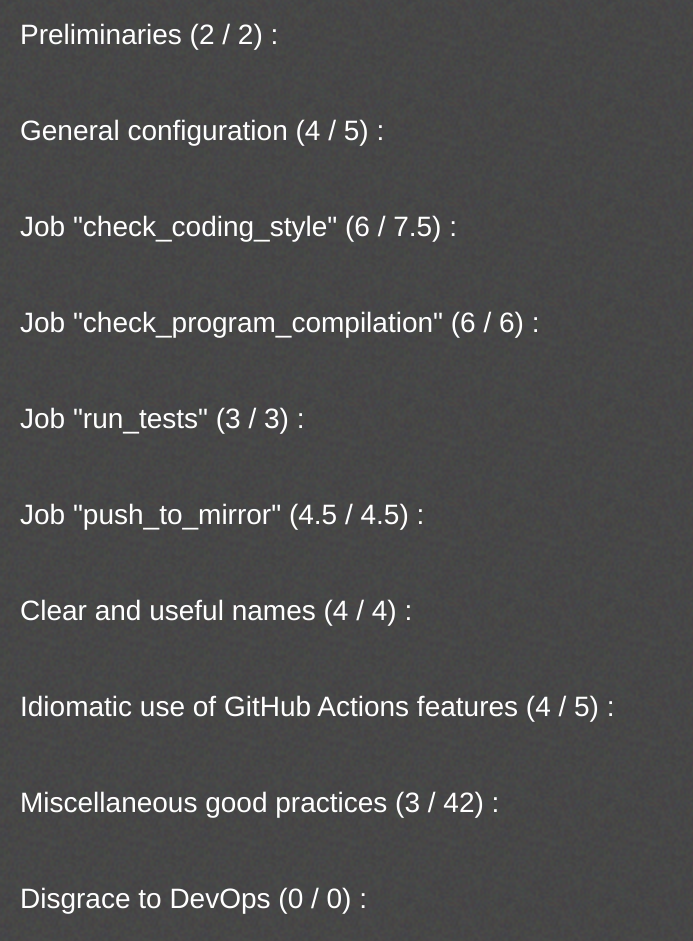 Preliminaries (2 / 2) :
General configuration (4 / 5) :
Job "check_coding_style" (6 / 7.5) :
Job "check_program_compilation" (6 / 6) :
Job "run_tests" (3 / 3) :
Job "push_to_mirror" (4.5 / 4.5) :
Clear and useful names (4 / 4) :
Idiomatic use of GitHub Actions features (4 / 5) :
Miscellaneous good practices (3 / 42) :
Disgrace to DevOps (0 / 0) :